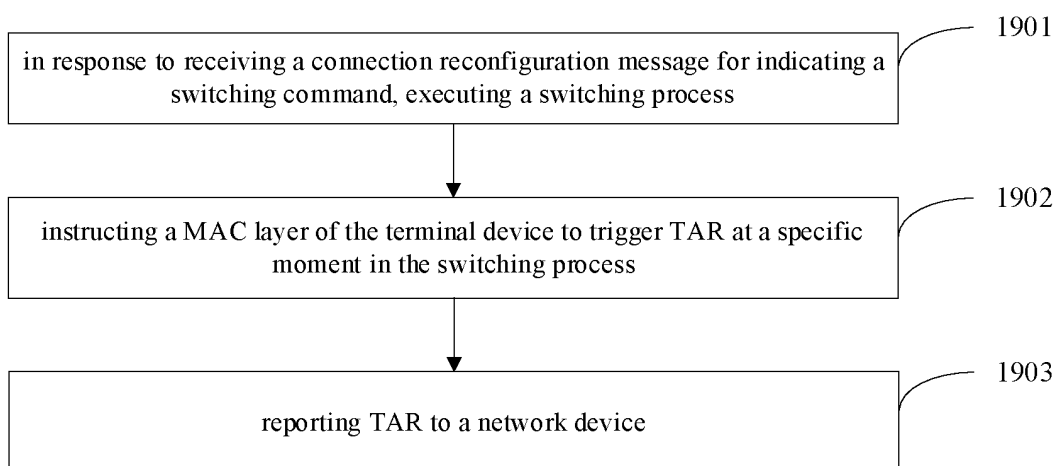 1901
in response to receiving a connection reconfiguration message for indicating a
switching command, executing a switching process
1902
instructing a MAC layer of the terminal device to trigger TAR at a specific
moment in the switching process
1903
reporting TAR to a network device